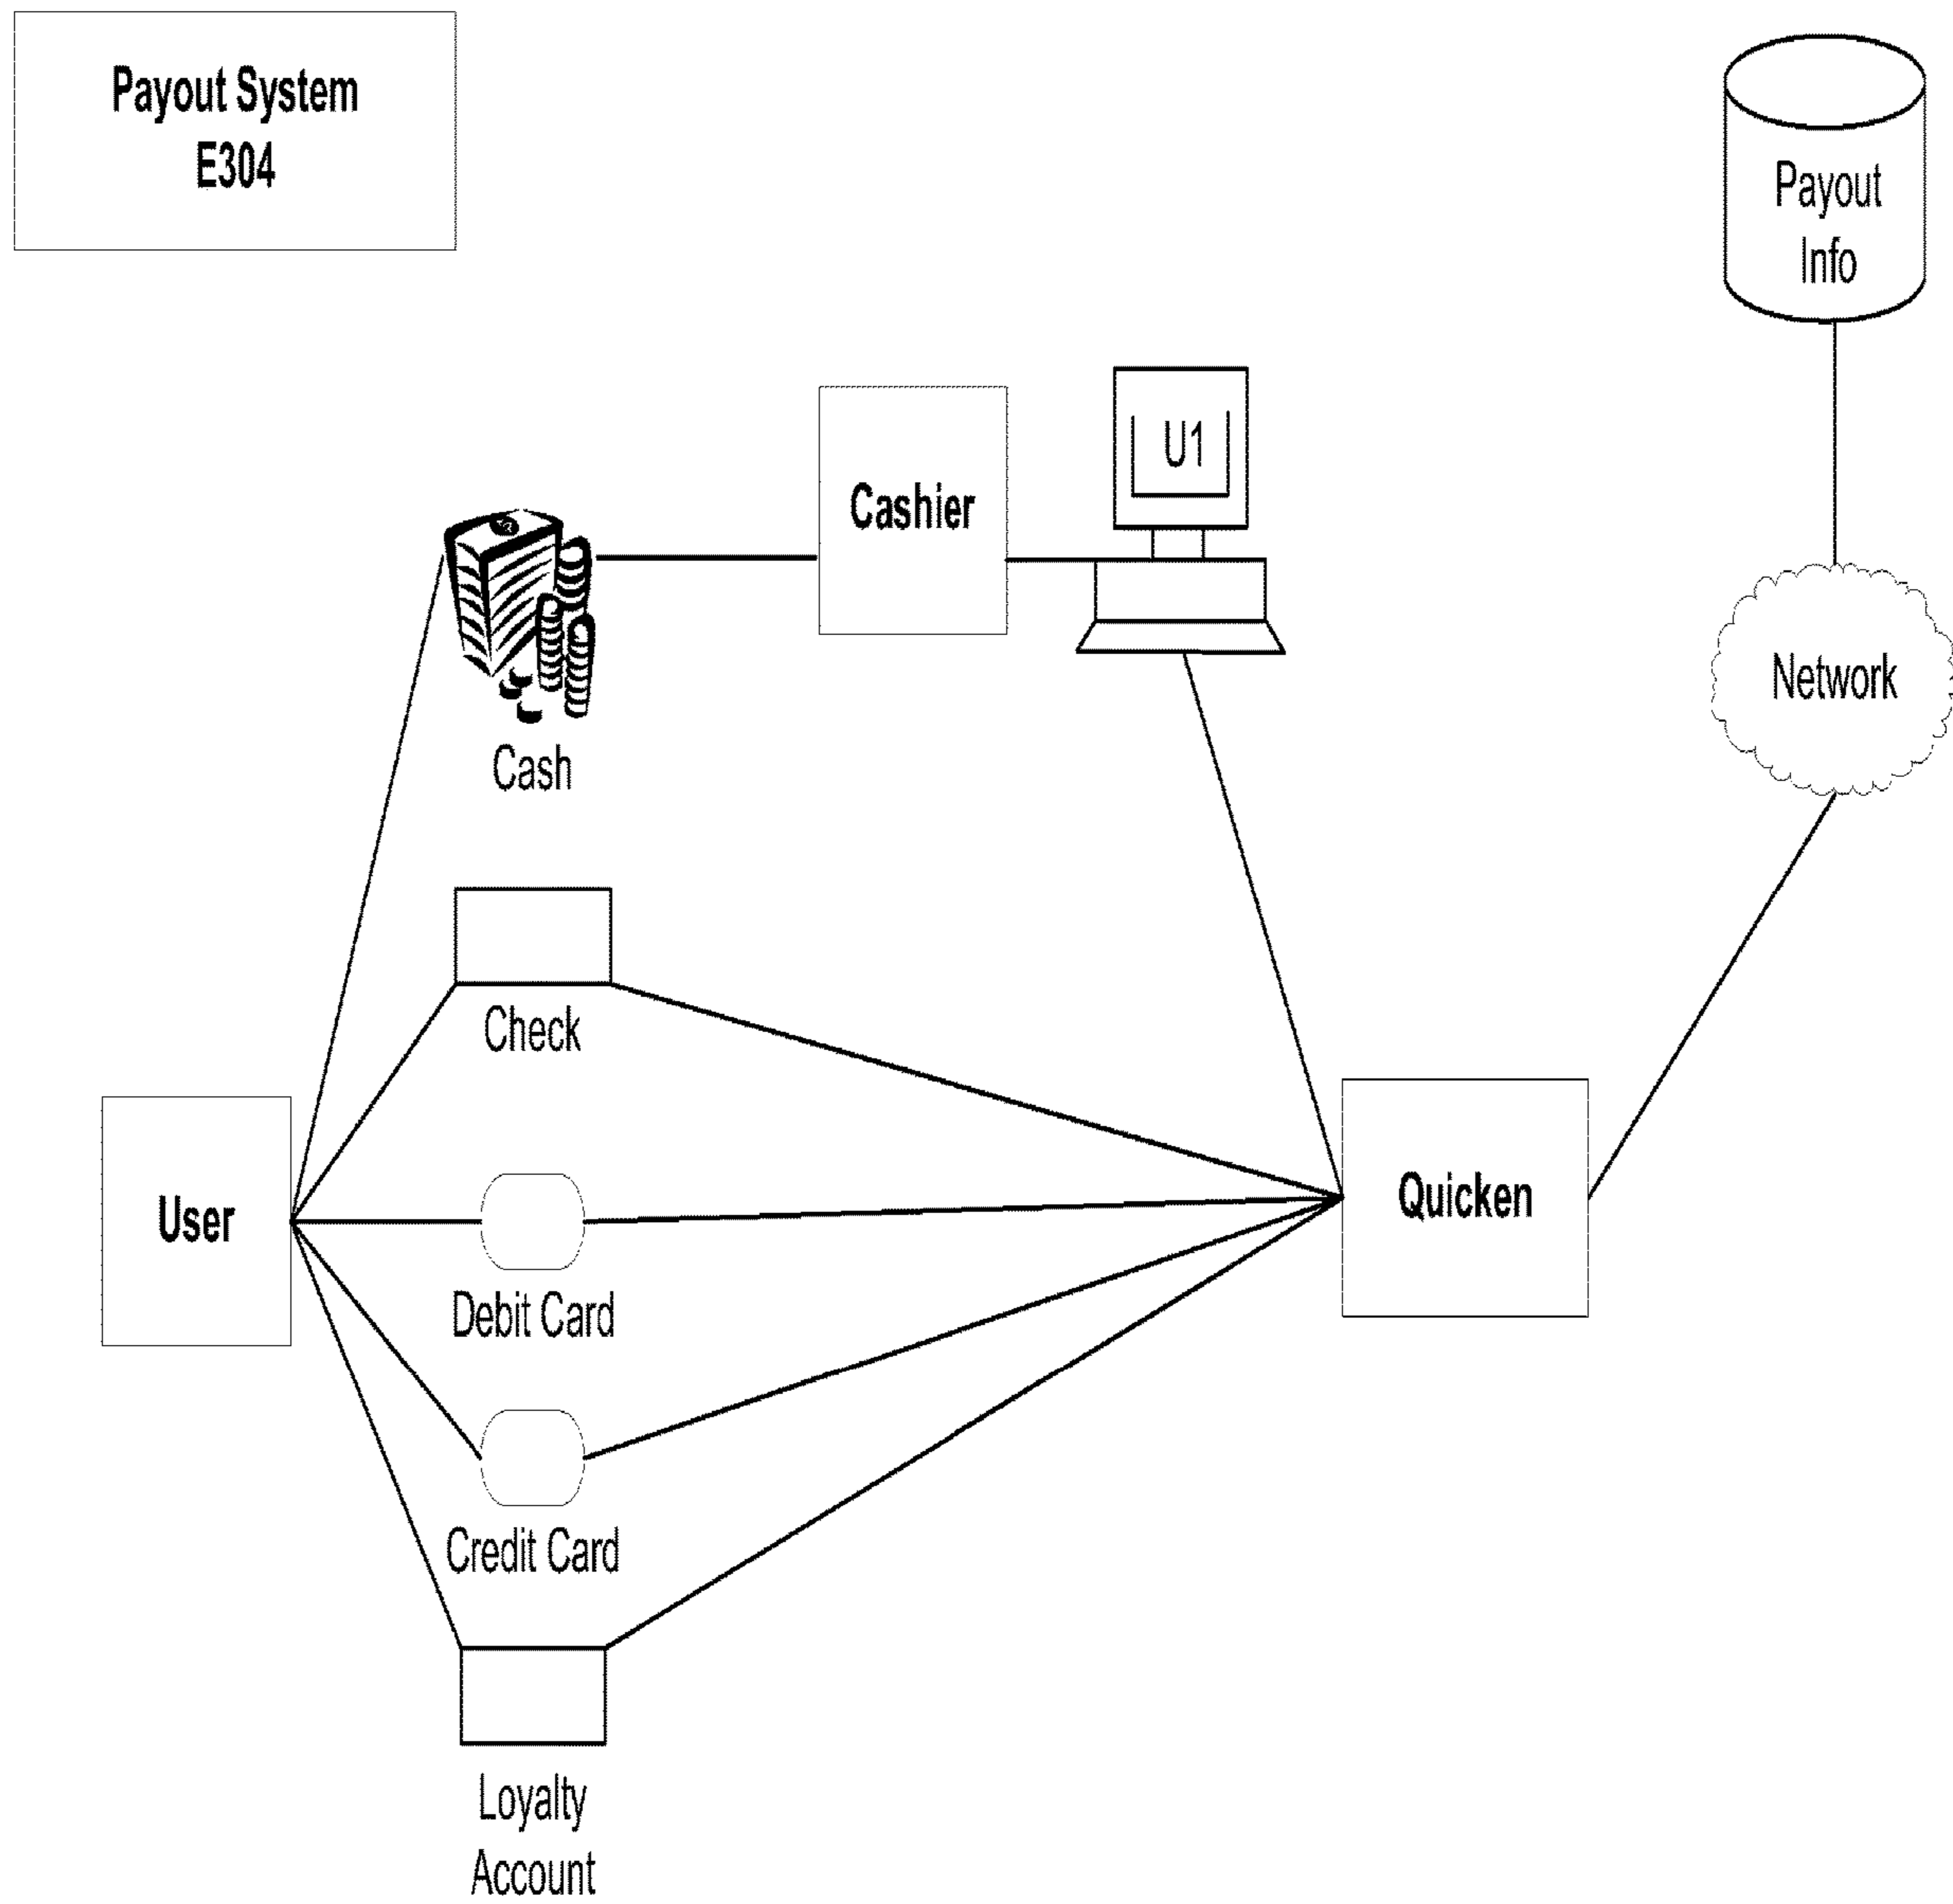 Payout System
E304
Payout
Info
U1
Cashier
Network
Cash
Check
User
Quicken
Debit Card
Credit Card
Loyalty
Account